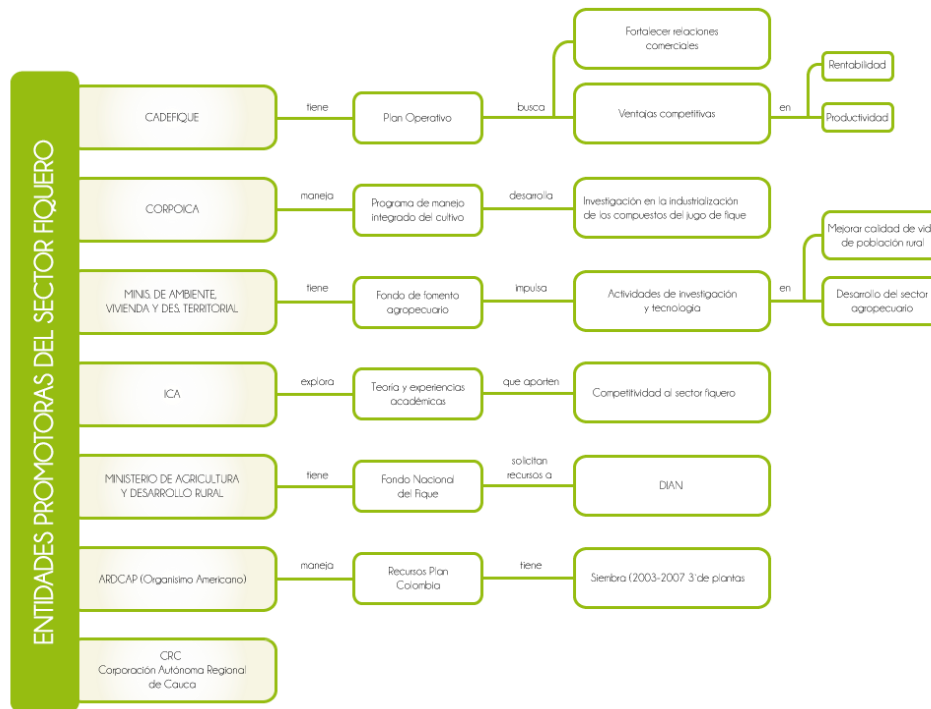 ENTIDADES PROMOTORAS DEL SECTOR FIQUERO
CADEFIQUE
tiene
Plan Operativo
busca
Fortalecer relaciones
comerciales
Ventajas competitivas
en
Rentabilidad
Productividad
CORPOICA
maneja
Programa de manejo
integrado del cultivo
desarrolla
Investigación en la industrialización
de los compuestos del jugo de fique
MINIS. DE AMBIENTE,
VIVIENDA Y DES. TERRITORIAL
tiene
Fondo de fomento
agropecuario
impulsa
Actividades de investigación
y tecnología
en
Mejorar calidad de vid
de población rural
Desarrollo del sector
agropecuario
ICA
explora
Teoría y experiencias
académicas
que aporten
Competitividad al sector fiquero
MINISTERIO DE AGRICULTURA
Y DESARROLLO RURAL
tiene
Fondo Nacional
del Fique
solicitan
recursos a
DIAN
ARDCAP (Organísimo Americano)
maneja
Recursos Plan
Colombia
tiene
Siembra (2003-2007 3´de plantas
CRC
Corporación Autónoma Regional
de Cauca